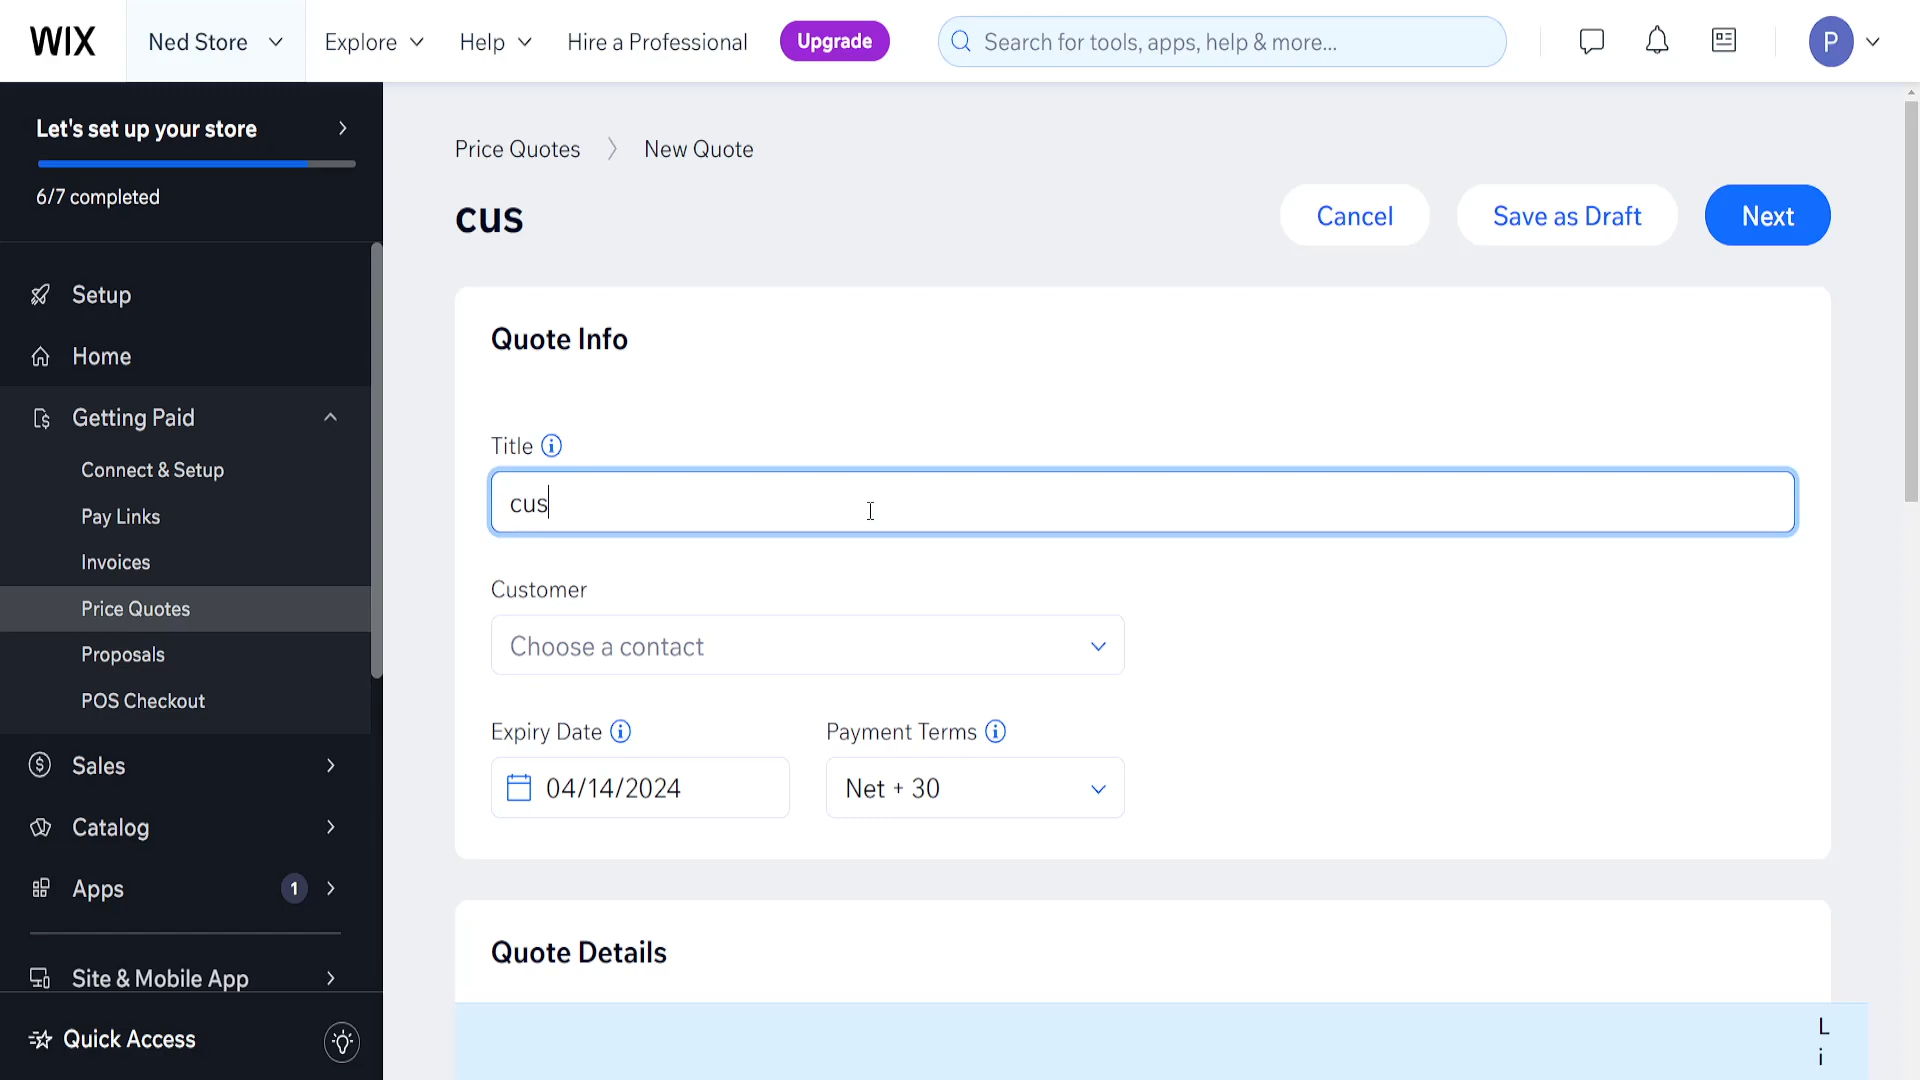 WIX
Ned Store
Explore
Help
Hire a Professional
Upgrade
Search for tools, apps, help & more...
P
Let's set up your store
6/7 completed
Setup
Home
Getting Paid
Connect & Setup
Pay Links
Invoices
Price Quotes
Proposals
POS Checkout
Sales
Catalog
Apps
1
Site & Mobile App
Quick Access
Price Quotes
New Quote
cus
Cancel
Save as Draft
Next
Quote Info
Title
cus
Customer
Choose a contact
Expiry Date
Payment Terms
04/14/2024
Net + 30
Quote Details
L
i